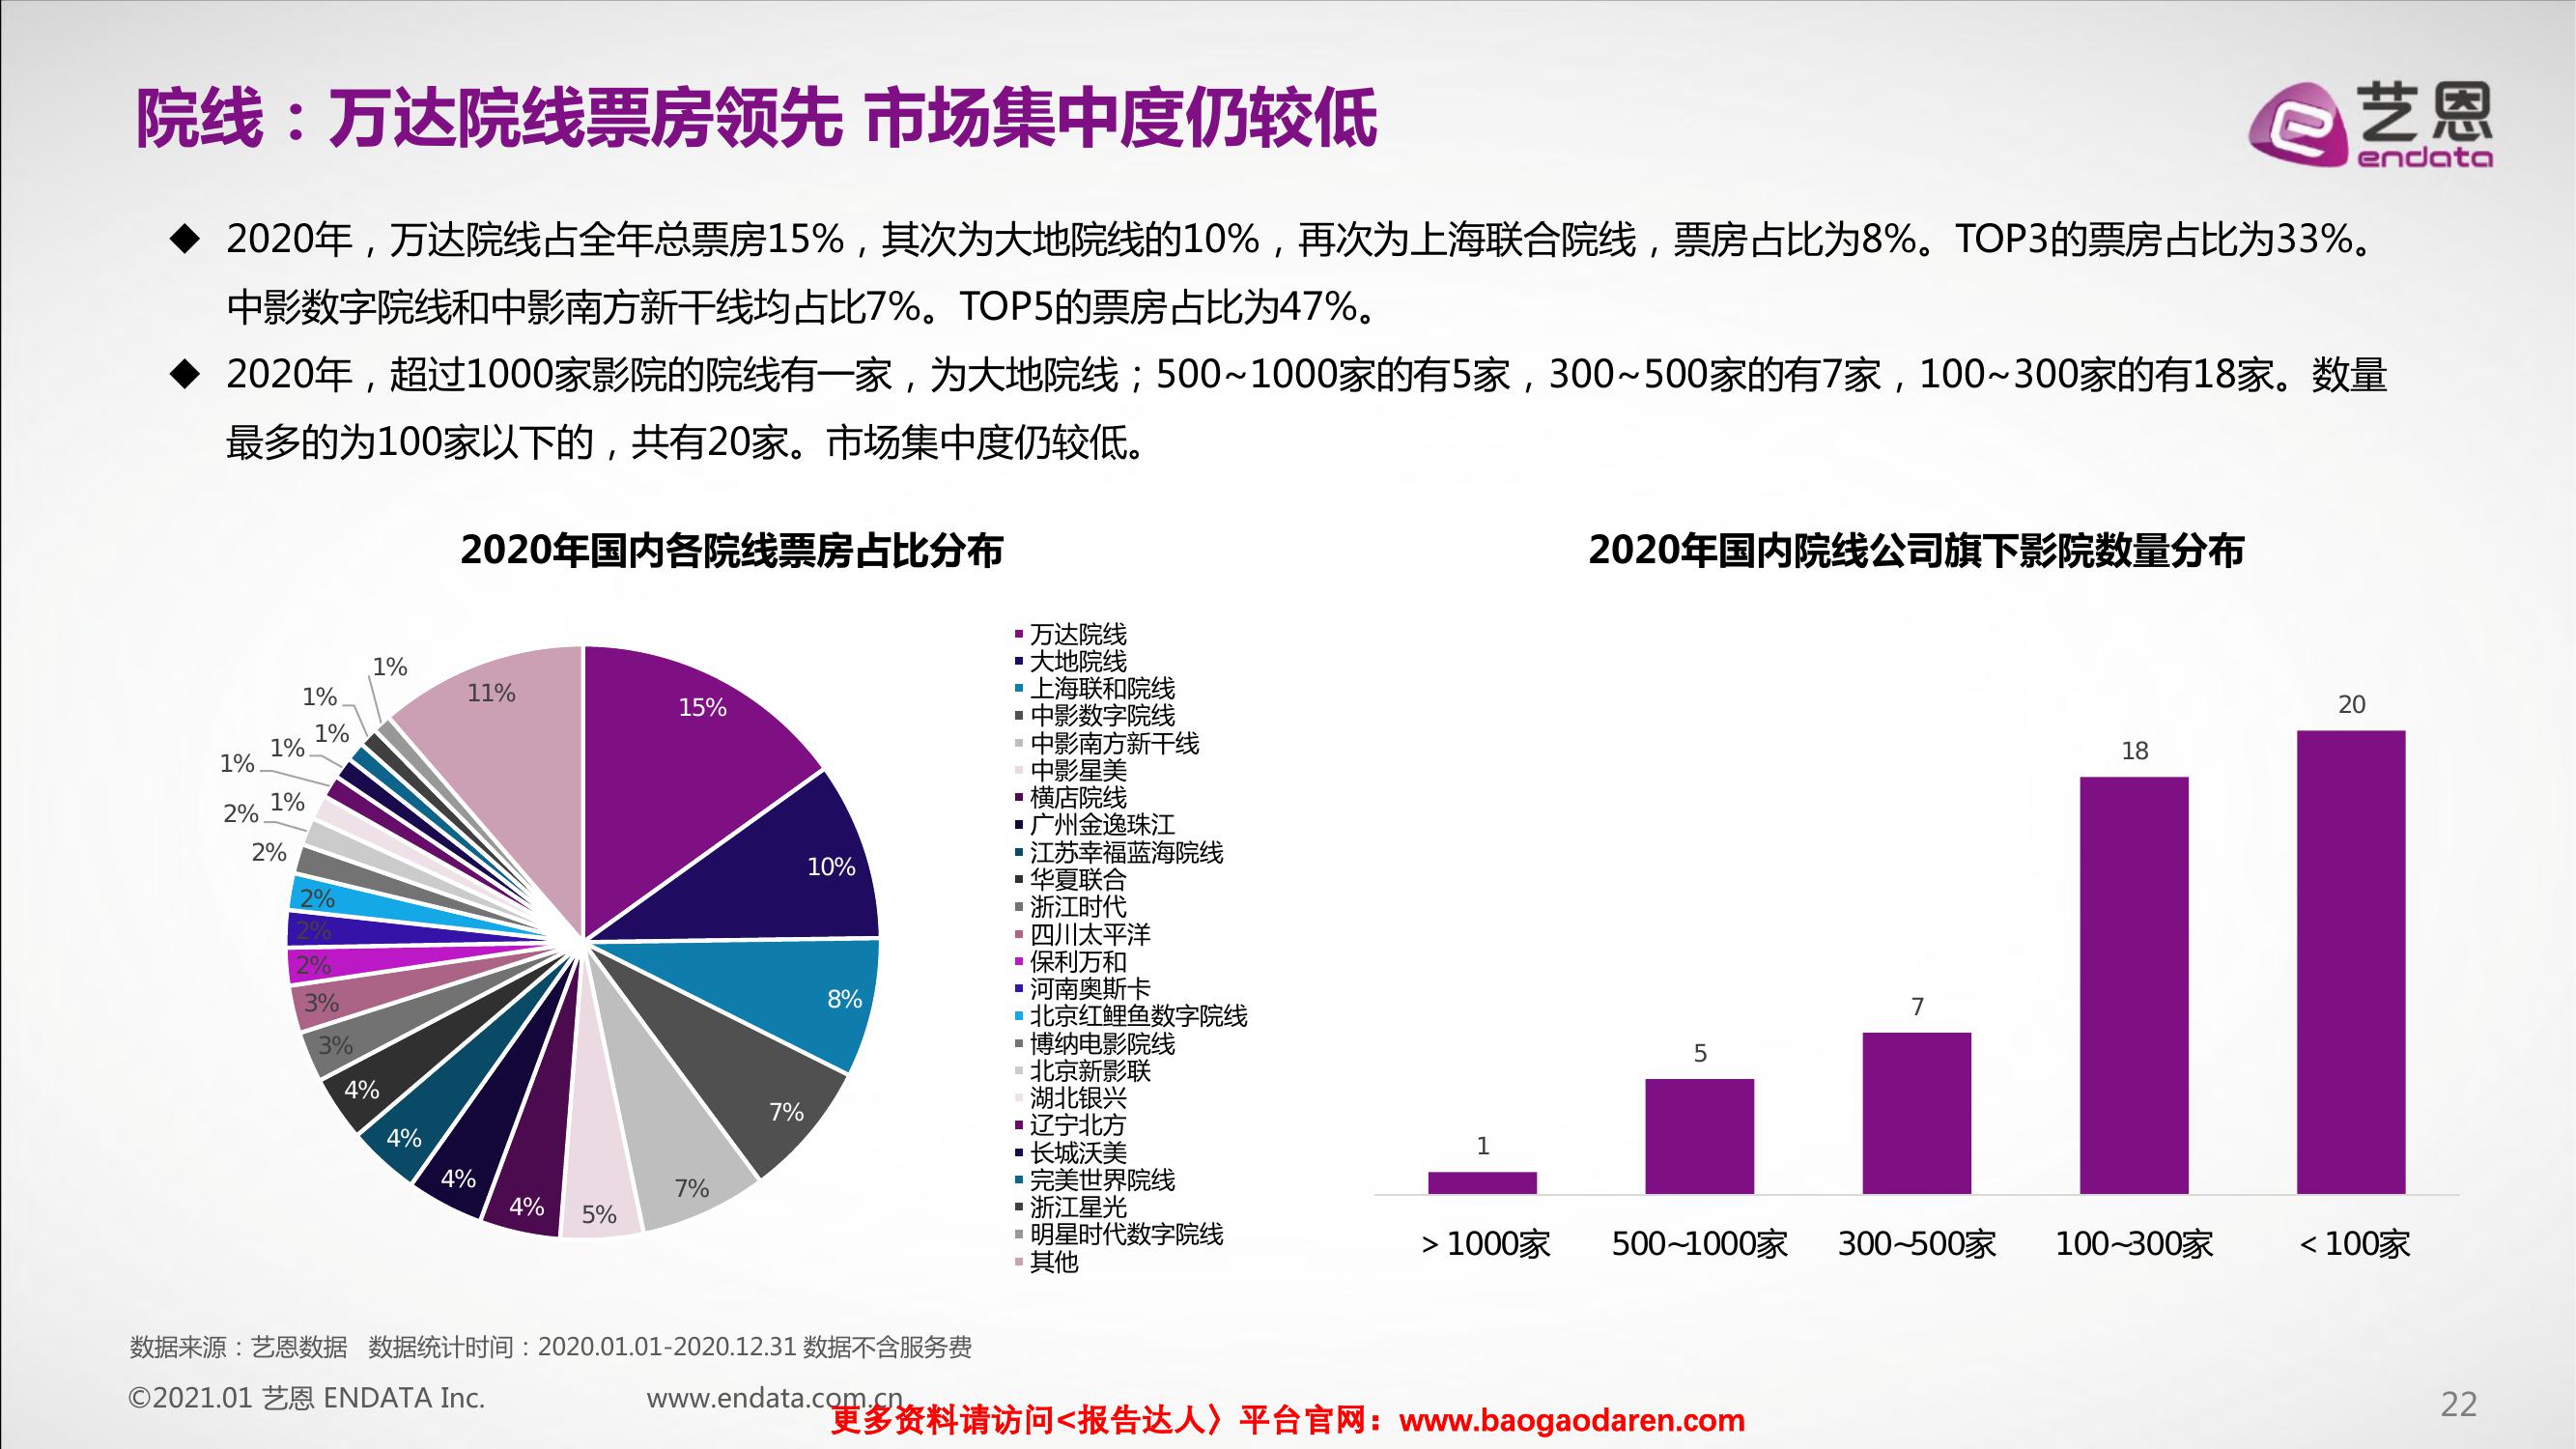 院线：万达院线票房领先 市场集中度仍较低
艺恩
endata
◆ 2020年，万达院线占全年总票房15%，其次为大地院线的10%，再次为上海联合院线，票房占比为8%。TOP3的票房占比为33%。
中影数字院线和中影南方新干线均占比7%。TOP5的票房占比为47%。
◆ 2020年，超过1000家影院的院线有一家，为大地院线；500~1000家的有5家，300~500家的有7家，100~300家的有18家。数量
最多的为100家以下的，共有20家。市场集中度仍较低。
2020年国内各院线票房占比分布
15%
10%
8%
7%
7%
5%
4%
4%
4%
4%
3%
3%
2%
2%
2%
2%
2%
1%
1%
1%
1%
1%
1%
11%
万达院线
大地院线
上海联和院线
中影数字院线
中影南方新干线
中影星美
横店院线
广州金逸珠江
江苏幸福蓝海院线
华夏联合
浙江时代
四川太平洋
保利万和
河南奥斯卡
北京红鲤鱼数字院线
博纳电影院线
北京新影联
湖北银兴
辽宁北方
长城沃美
完美世界院线
浙江星光
明星时代数字院线
其他
2020年国内院线公司旗下影院数量分布
1
5
7
18
20
＞1000家
500~1000家
300~500家
100~300家
＜100家
数据来源：艺恩数据 数据统计时间：2020.01.01-2020.12.31 数据不含服务费
©2021.01 艺恩 ENDATA Inc.
www.endata.com.cn
更多资料请访问<报告达人〉平台官网：www.baogaodaren.com
22